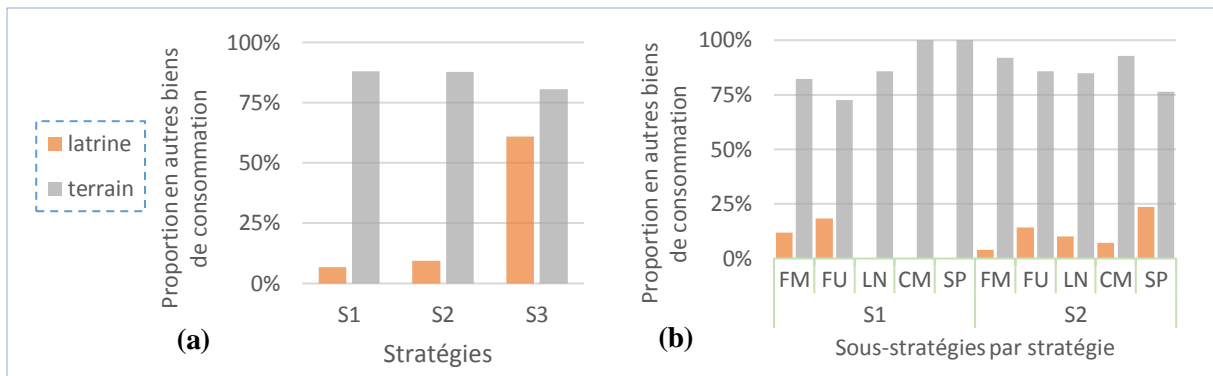 latrine
terrain
Proportion en autres biens
de consommation
100%
75%
50%
25%
0%
S1 S2 S3
(a)
Stratégies
Proportion en autres biens
de consommation
100%
75%
50%
25%
0%
FM FU LN CM SP FM FU LN CM SP
S1 S2
(b)
Sous-stratégies par stratégie